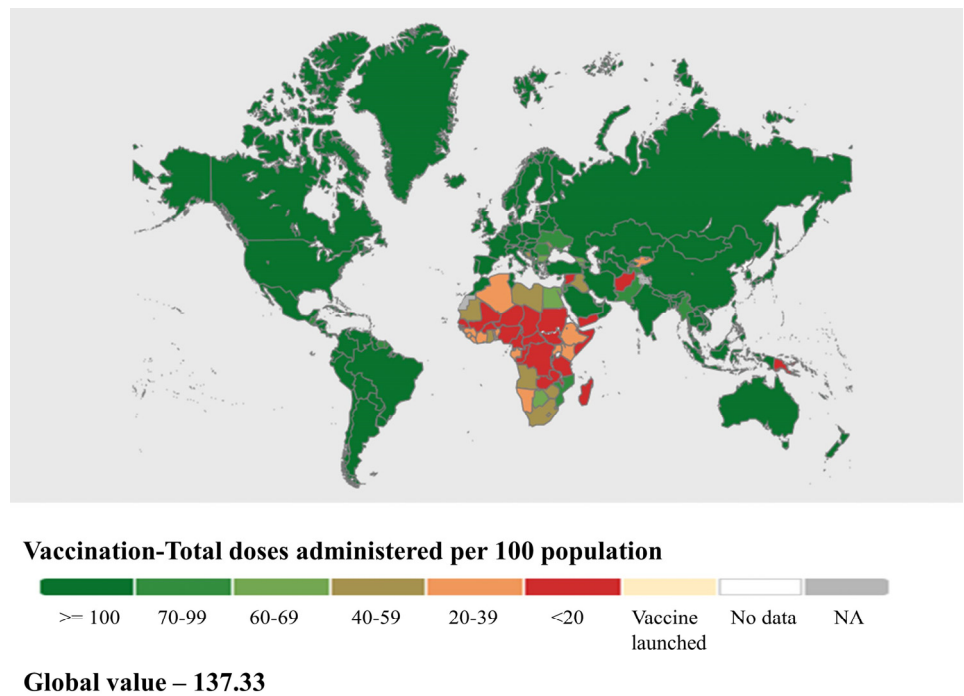 Vaccination-Total doses administered per 100 population
>= 100 70-99 60-69 40-59 20-39 <20 Vaccine launched No data NA
Global value – 137.33